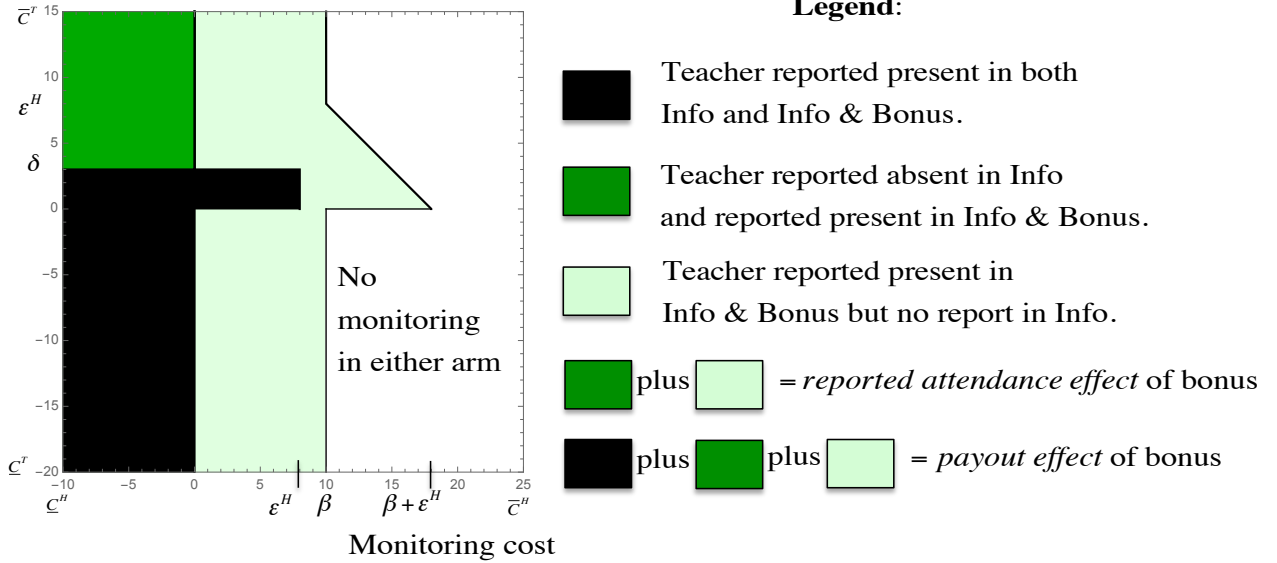 Legend:
C̅ᵀ 15
10
εᴴ
5
δ
0
−5
−10
−15
C̲ᵀ −20
−10 −5 0 5 10 15 20 25
C̲ᴴ εᴴ β β + εᴴ C̅ᴴ
Monitoring cost
No
monitoring
in either arm
Teacher reported present in both
Info and Info & Bonus.
Teacher reported absent in Info
and reported present in Info & Bonus.
Teacher reported present in
Info & Bonus but no report in Info.
plus = reported attendance effect of bonus
plus plus = payout effect of bonus